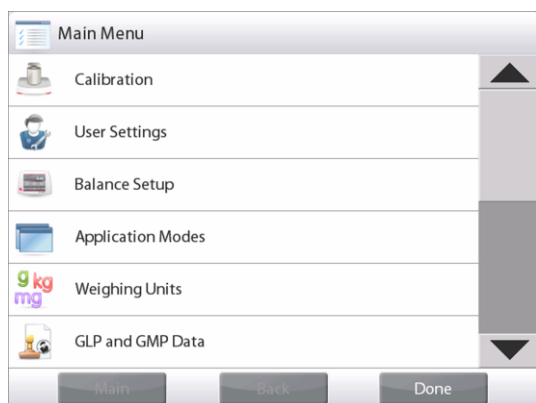 Main Menu
Calibration
User Settings
Balance Setup
Application Modes
g kg
mg
Weighing Units
GLP and GMP Data
Main Back Done